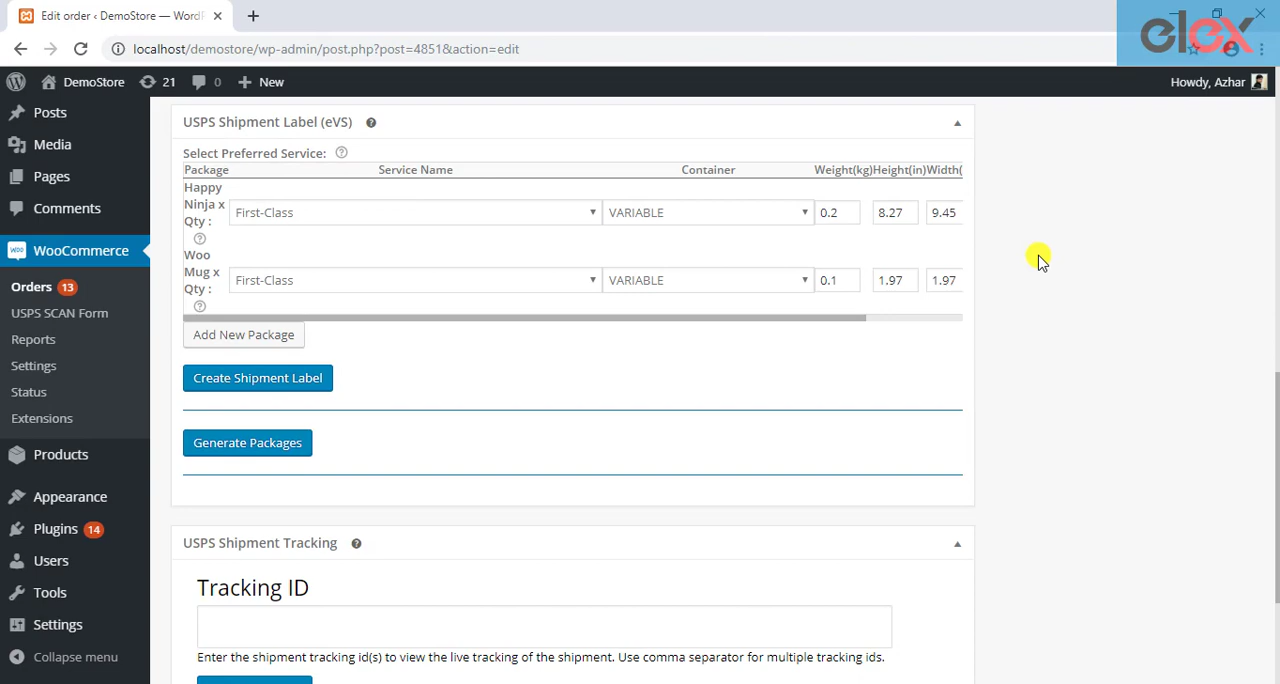 Edit order ‹ DemoStore — WordP
elex
localhost/demostore/wp-admin/post.php?post=4851&action=edit
DemoStore 21 0 New
Howdy, Azhar
Posts
Media
Pages
Comments
WooCommerce
Orders 13
USPS SCAN Form
Reports
Settings
Status
Extensions
Products
Appearance
Plugins 14
Users
Tools
Settings
Collapse menu
USPS Shipment Label (eVS)
Select Preferred Service:
Package Service Name Container Weight(kg) Height(in) Width(
Happy
Ninja x First-Class VARIABLE 0.2 8.27 9.45
Qty :
Woo
Mug x First-Class VARIABLE 0.1 1.97 1.97
Qty :
Add New Package
Create Shipment Label
Generate Packages
USPS Shipment Tracking
Tracking ID
Enter the shipment tracking id(s) to view the live tracking of the shipment. Use comma separator for multiple tracking ids.